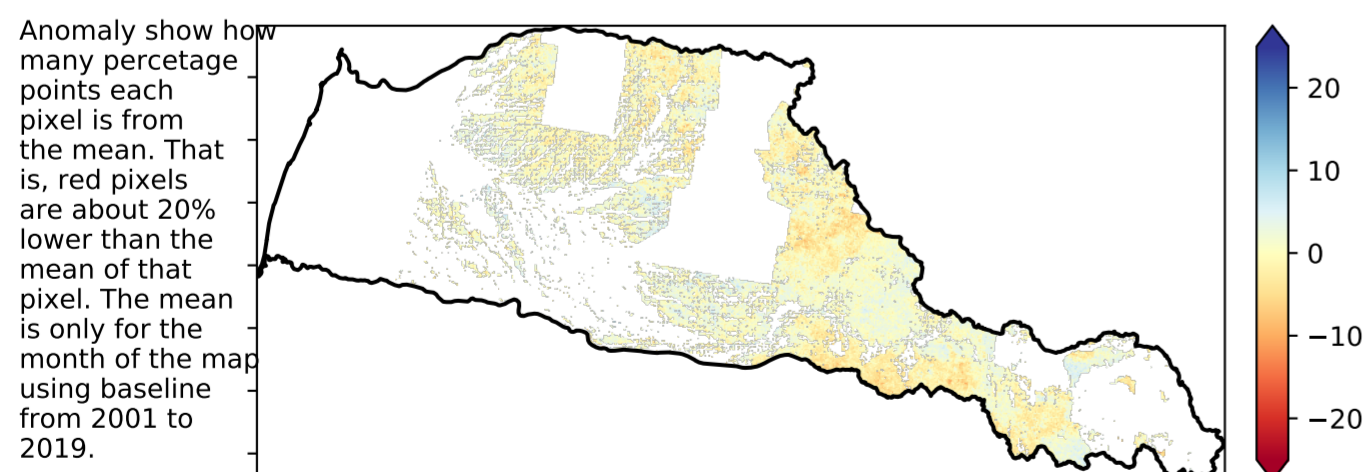 Anomaly show how
many percetage
points each
pixel is from
the mean. That
is, red pixels
are about 20%
lower than the
mean of that
pixel. The mean
is only for the
month of the map
using baseline
from 2001 to
2019.
20
10
0
−10
−20